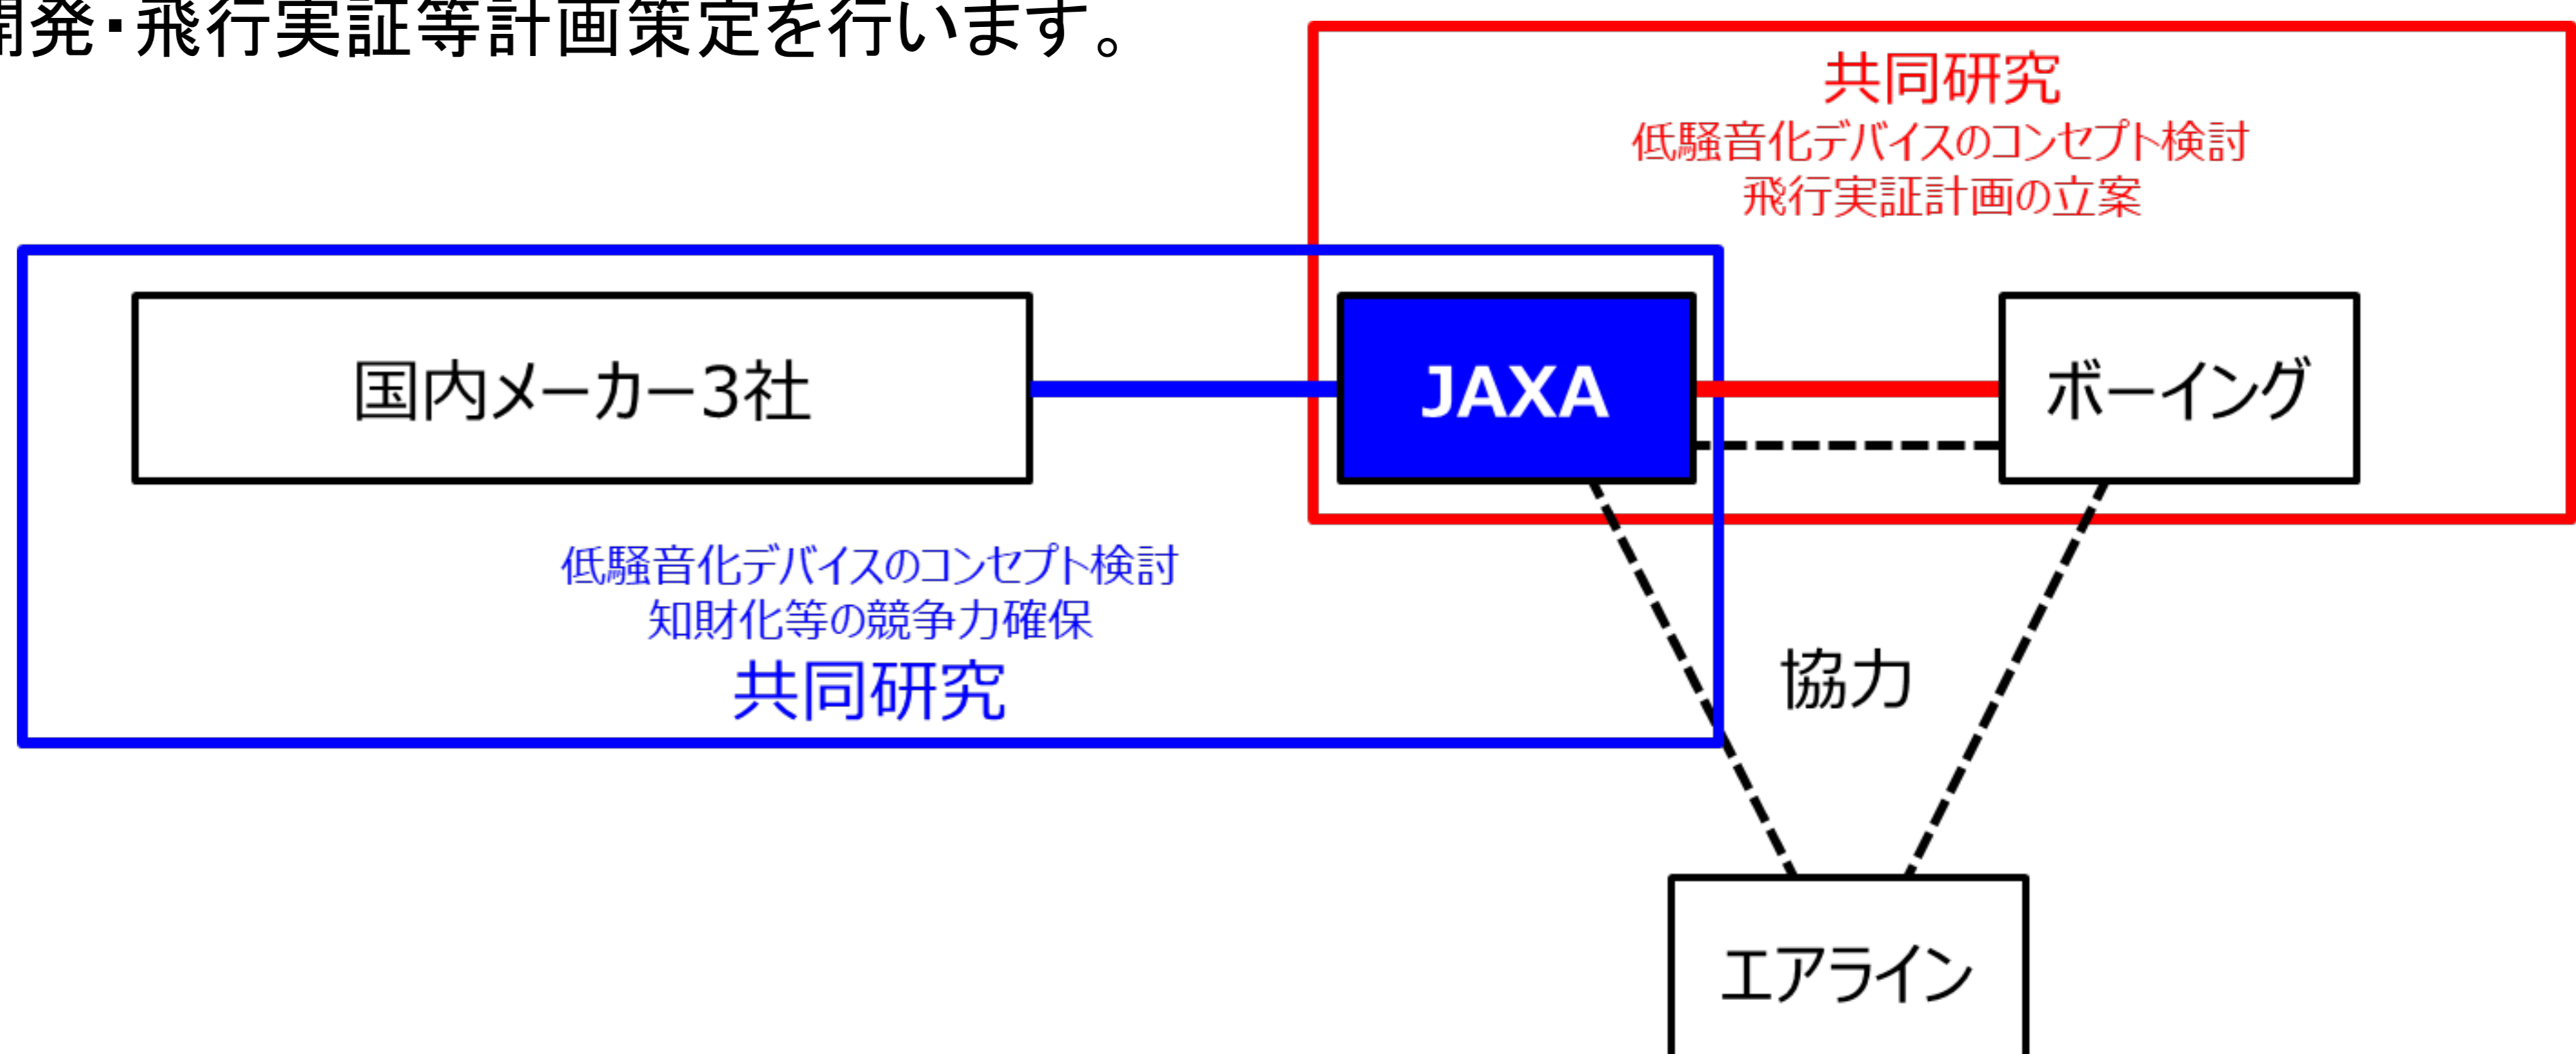 開発・飛行実証等計画策定を行います。
共同研究
低騒音化デバイスのコンセプト検討
飛行実証計画の立案
国内メーカー3社
JAXA
ボーイング
低騒音化デバイスのコンセプト検討
知財化等の競争力確保
共同研究
協力
エアライン